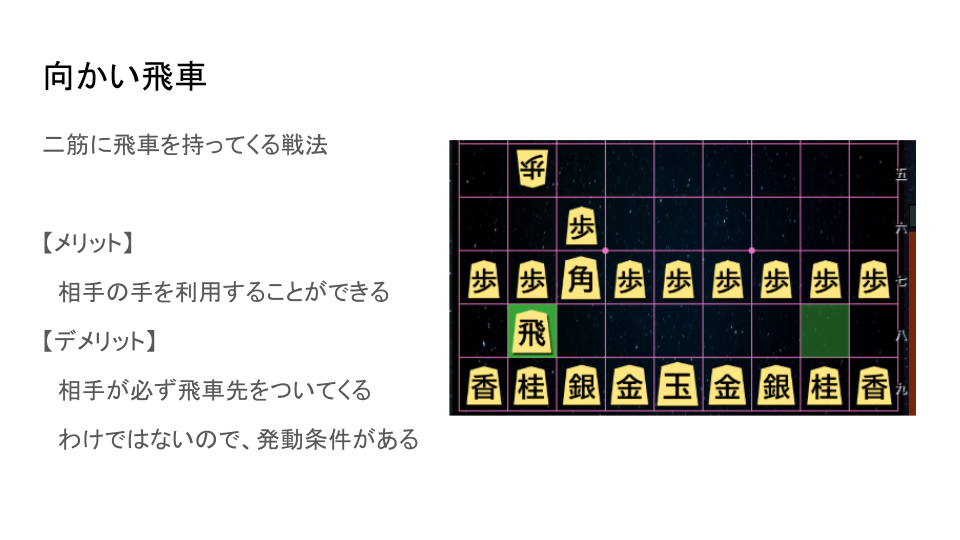 向かい飛車
二筋に飛車を持ってくる戦法
【メリット】
相手の手を利用することができる
【デメリット】
相手が必ず飛車先をついてくる
わけではないので、発動条件がある
歩 五
歩 六
歩 歩 角 歩 歩 歩 歩 歩 歩 七
飛 八
香 桂 銀 金 玉 金 銀 桂 香 九